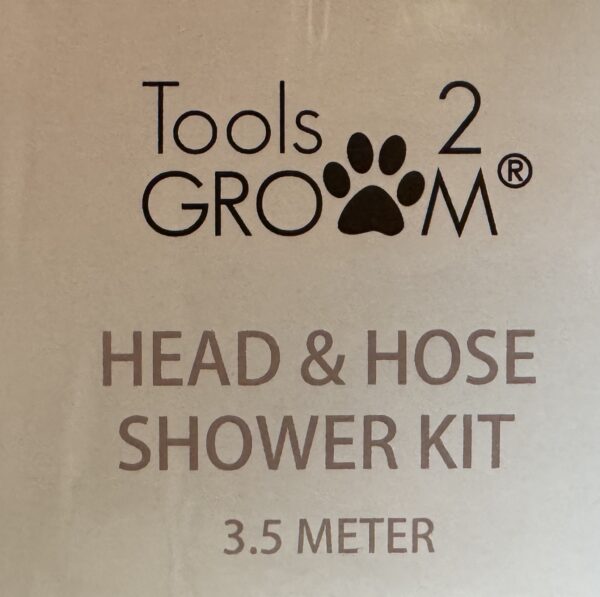 Tools 2
GROOM®
HEAD & HOSE
SHOWER KIT
3.5 METER